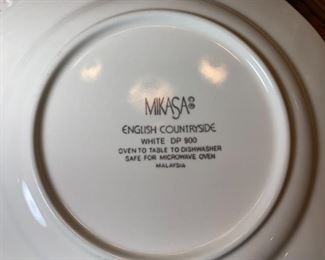 MIKASA®
ENGLISH COUNTRYSIDE
WHITE DP 900
OVEN TO TABLE TO DISHWASHER
SAFE FOR MICROWAVE OVEN
MALAYSIA